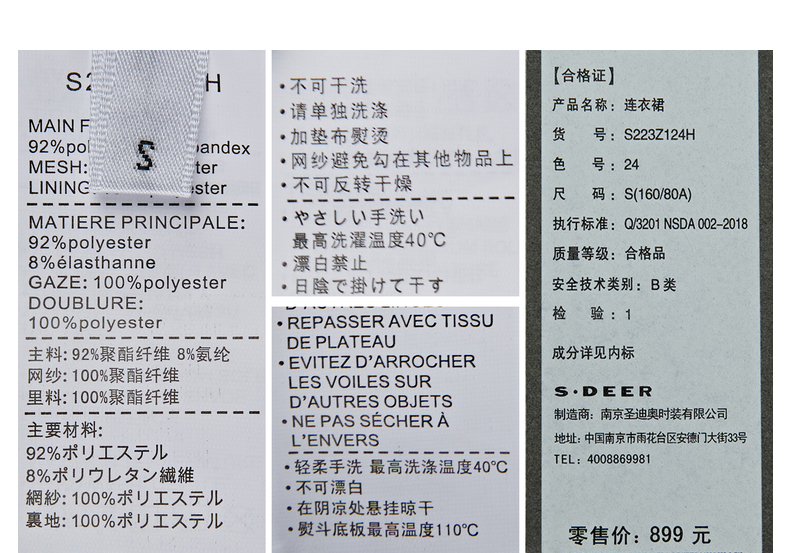 S
MAIN
92%
MESH:
LINING
MATIERE PRINCIPALE:
92%polyester
8%élasthanne
GAZE: 100%polyester
DOUBLURE:
100%polyester
主料: 92%聚酯纤维 8%氨纶
网纱: 100%聚酯纤维
里料: 100%聚酯纤维
主要材料:
92%ポリエステル
8%ポリウレタン繊維
網紗: 100%ポリエステル
裏地: 100%ポリエステル
•不可干洗
•请单独洗涤
•加垫布熨烫
•网纱避免勾在其他物品上
•不可反转干燥
•やさしい手洗い
最高洗濯温度40℃
•漂白禁止
•日陰で掛けて干す
•REPASSER AVEC TISSU
DE PLATEAU
•EVITEZ D'ARROCHER
LES VOILES SUR
D'AUTRES OBJETS
•NE PAS SÉCHER À
L'ENVERS
•轻柔手洗 最高洗涤温度40℃
•不可漂白
•在阴凉处悬挂晾干
•熨斗底板最高温度110℃
【合格证】
产品名称: 连衣裙
货 号: S223Z124H
色 号: 24
尺 码: S(160/80A)
执行标准: Q/3201 NSDA 002-2018
质量等级: 合格品
安全技术类别: B 类
检 验: 1
成分详见内标
S·DEER
制造商: 南京圣迪奥时装有限公司
地址: 中国南京市雨花台区安德门大街33号
TEL: 4008869981
零售价: 899 元